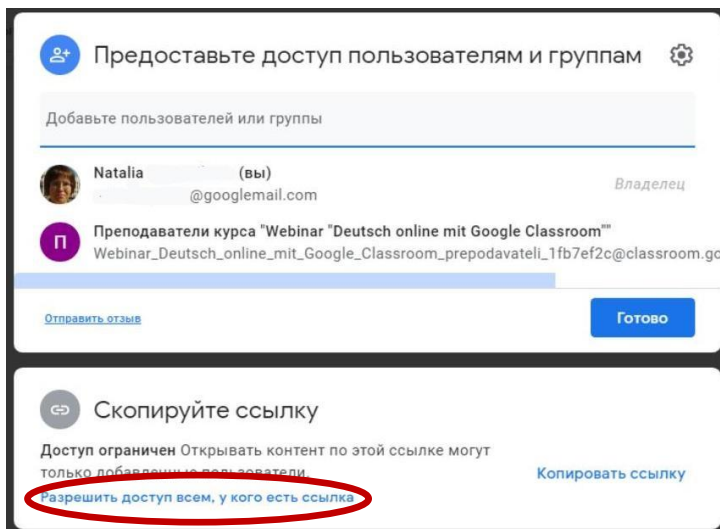 Предоставьте доступ пользователям и группам
Добавьте пользователей или группы
Natalia (вы)
@googlemail.com
Владелец
П
Преподаватели курса "Webinar "Deutsch online mit Google Classroom""
Webinar_Deutsch_online_mit_Google_Classroom_prepodavateli_1fb7ef2c@classroom.go
Отправить отзыв
Готово
Скопируйте ссылку
Доступ ограничен Открывать контент по этой ссылке могут
только добавленные пользователи.
Копировать ссылку
Разрешить доступ всем, у кого есть ссылка